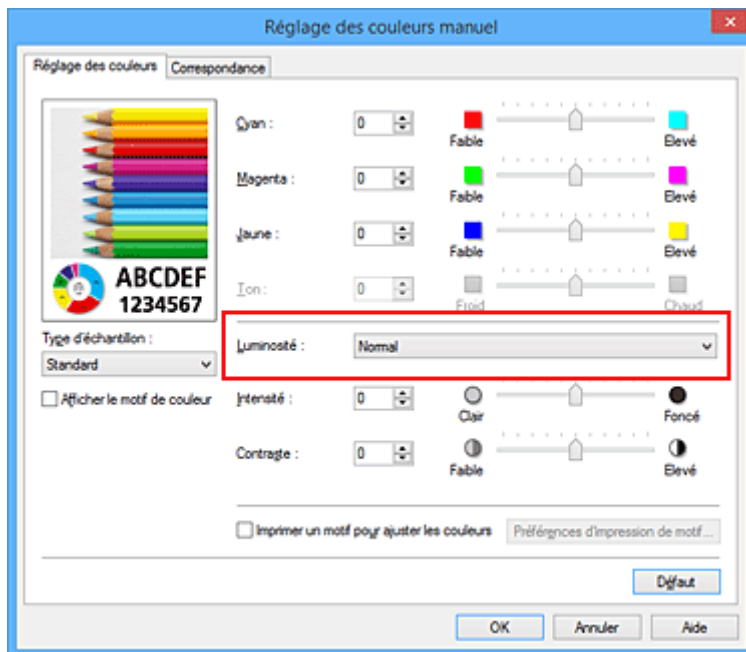 Réglage des couleurs manuel
Réglage des couleurs
Correspondance
ABCDEF
1234567
Type d'échantillon :
Standard
Afficher le motif de couleur
Cyan :
0
Faible
Elevé
Magenta :
0
Faible
Elevé
Jaune :
0
Faible
Elevé
Ton :
0
Froid
Chaud
Luminosité :
Normal
Intensité :
0
Clair
Foncé
Contraste :
0
Faible
Elevé
Imprimer un motif pour ajuster les couleurs
Préférences d'impression de motif...
Défaut
OK
Annuler
Aide